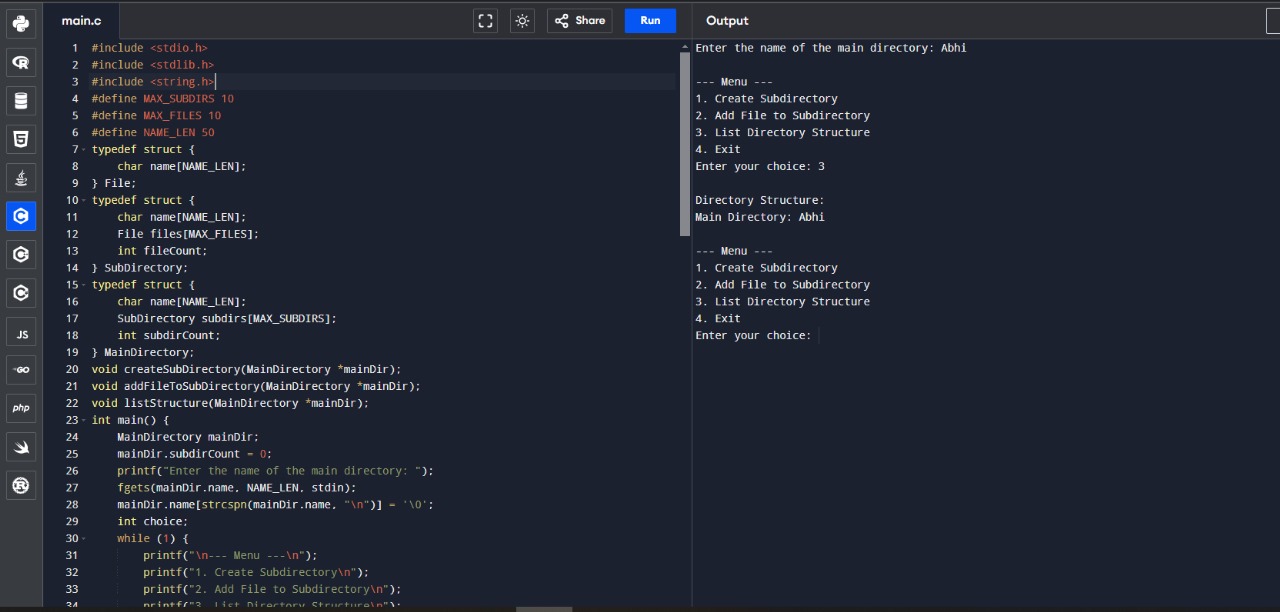 main.c
Share
Run
Output
1 #include <stdio.h>
2 #include <stdlib.h>
3 #include <string.h>
4 #define MAX_SUBDIRS 10
5 #define MAX_FILES 10
6 #define NAME_LEN 50
7 typedef struct {
8 char name[NAME_LEN];
9 } File;
10 typedef struct {
11 char name[NAME_LEN];
12 File files[MAX_FILES];
13 int fileCount;
14 } SubDirectory;
15 typedef struct {
16 char name[NAME_LEN];
17 SubDirectory subdirs[MAX_SUBDIRS];
18 int subdirCount;
19 } MainDirectory;
20 void createSubDirectory(MainDirectory *mainDir);
21 void addFileToSubDirectory(MainDirectory *mainDir);
22 void listStructure(MainDirectory *mainDir);
23 int main() {
24 MainDirectory mainDir;
25 mainDir.subdirCount = 0;
26 printf("Enter the name of the main directory: ");
27 fgets(mainDir.name, NAME_LEN, stdin);
28 mainDir.name[strcspn(mainDir.name, "\n")] = '\0';
29 int choice;
30 while (1) {
31 printf("\n--- Menu ---\n");
32 printf("1. Create Subdirectory\n");
33 printf("2. Add File to Subdirectory\n");
34 printf("3. List Directory Structure\n");
Enter the name of the main directory: Abhi
--- Menu ---
1. Create Subdirectory
2. Add File to Subdirectory
3. List Directory Structure
4. Exit
Enter your choice: 3
Directory Structure:
Main Directory: Abhi
--- Menu ---
1. Create Subdirectory
2. Add File to Subdirectory
3. List Directory Structure
4. Exit
Enter your choice:
JS
GO
php